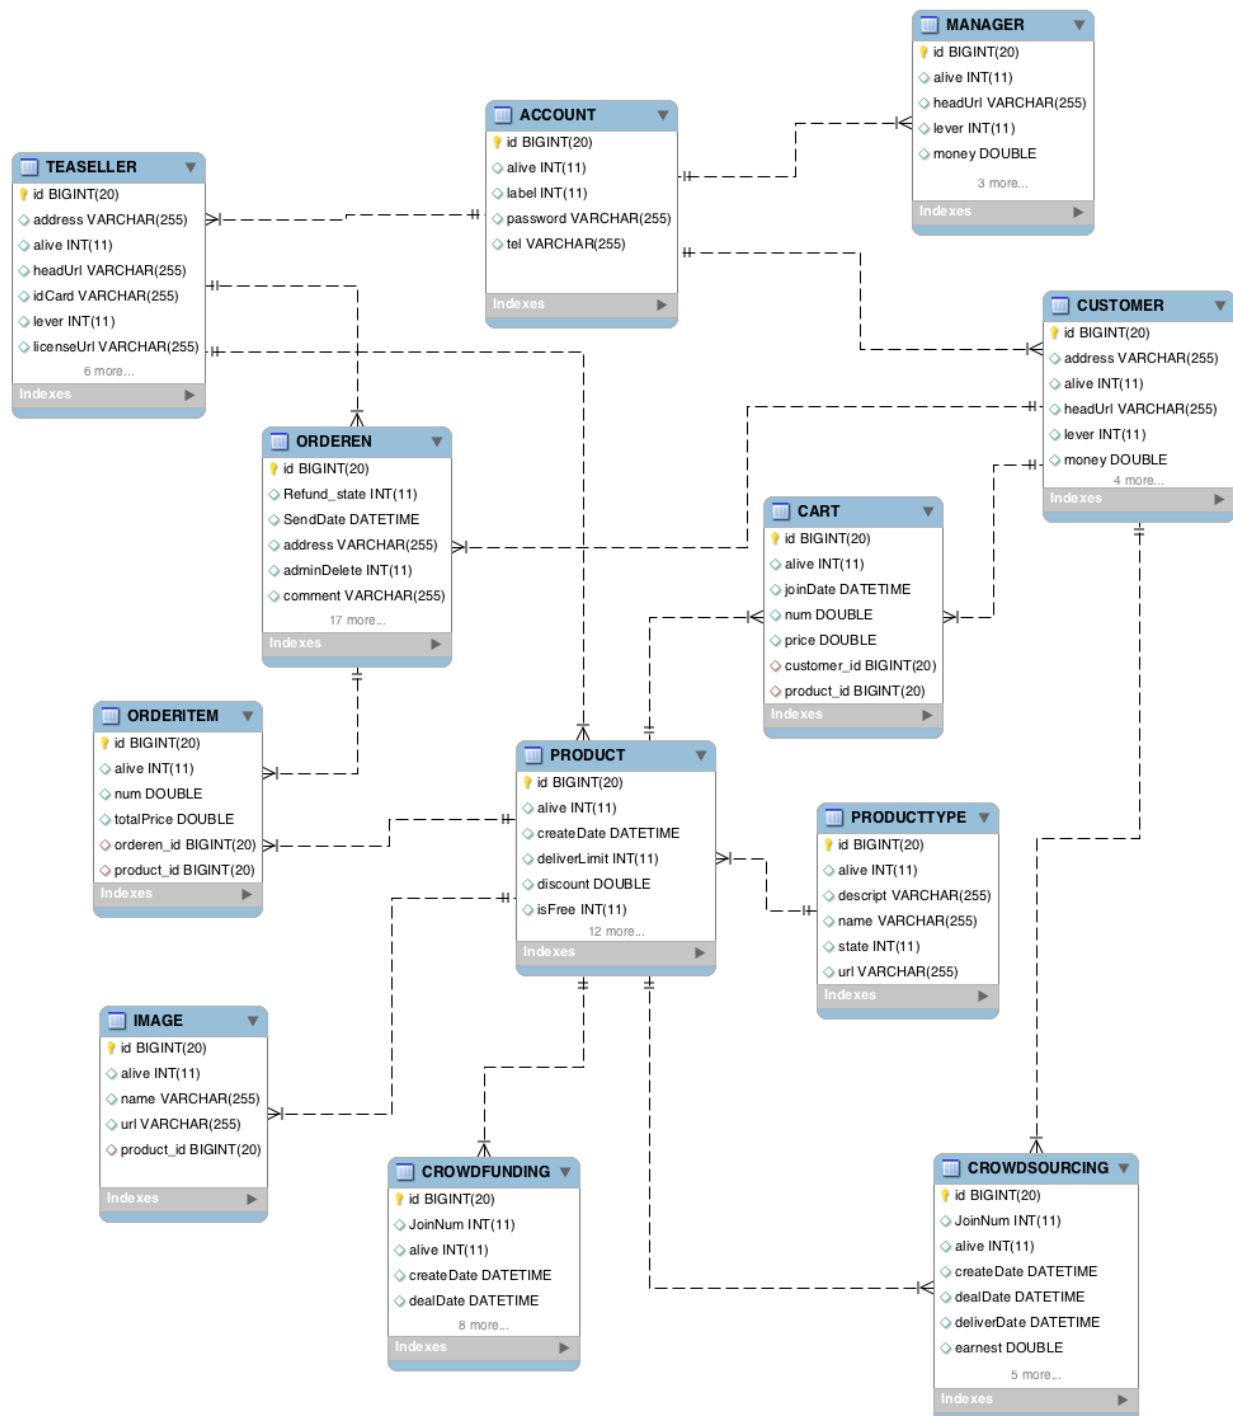 MANAGER
id BIGINT(20)
alive INT(11)
headUrl VARCHAR(255)
lever INT(11)
money DOUBLE
3 more...
Indexes
ACCOUNT
id BIGINT(20)
alive INT(11)
label INT(11)
password VARCHAR(255)
tel VARCHAR(255)
Indexes
TEASELLER
id BIGINT(20)
address VARCHAR(255)
alive INT(11)
headUrl VARCHAR(255)
idCard VARCHAR(255)
lever INT(11)
licenseUrl VARCHAR(255)
6 more...
Indexes
CUSTOMER
id BIGINT(20)
address VARCHAR(255)
alive INT(11)
headUrl VARCHAR(255)
lever INT(11)
money DOUBLE
4 more...
Indexes
ORDEREN
id BIGINT(20)
Refund_state INT(11)
SendDate DATETIME
address VARCHAR(255)
adminDelete INT(11)
comment VARCHAR(255)
17 more...
Indexes
CART
id BIGINT(20)
alive INT(11)
joinDate DATETIME
num DOUBLE
price DOUBLE
customer_id BIGINT(20)
product_id BIGINT(20)
Indexes
ORDERITEM
id BIGINT(20)
alive INT(11)
num DOUBLE
totalPrice DOUBLE
orderen_id BIGINT(20)
product_id BIGINT(20)
Indexes
PRODUCT
id BIGINT(20)
alive INT(11)
createDate DATETIME
deliverLimit INT(11)
discount DOUBLE
isFree INT(11)
12 more...
Indexes
PRODUCTTYPE
id BIGINT(20)
alive INT(11)
descript VARCHAR(255)
name VARCHAR(255)
state INT(11)
url VARCHAR(255)
Indexes
IMAGE
id BIGINT(20)
alive INT(11)
name VARCHAR(255)
url VARCHAR(255)
product_id BIGINT(20)
Indexes
CROWDFUNDING
id BIGINT(20)
JoinNum INT(11)
alive INT(11)
createDate DATETIME
dealDate DATETIME
8 more...
Indexes
CROWDSOURCING
id BIGINT(20)
JoinNum INT(11)
alive INT(11)
createDate DATETIME
dealDate DATETIME
deliverDate DATETIME
earnest DOUBLE
5 more...
Indexes